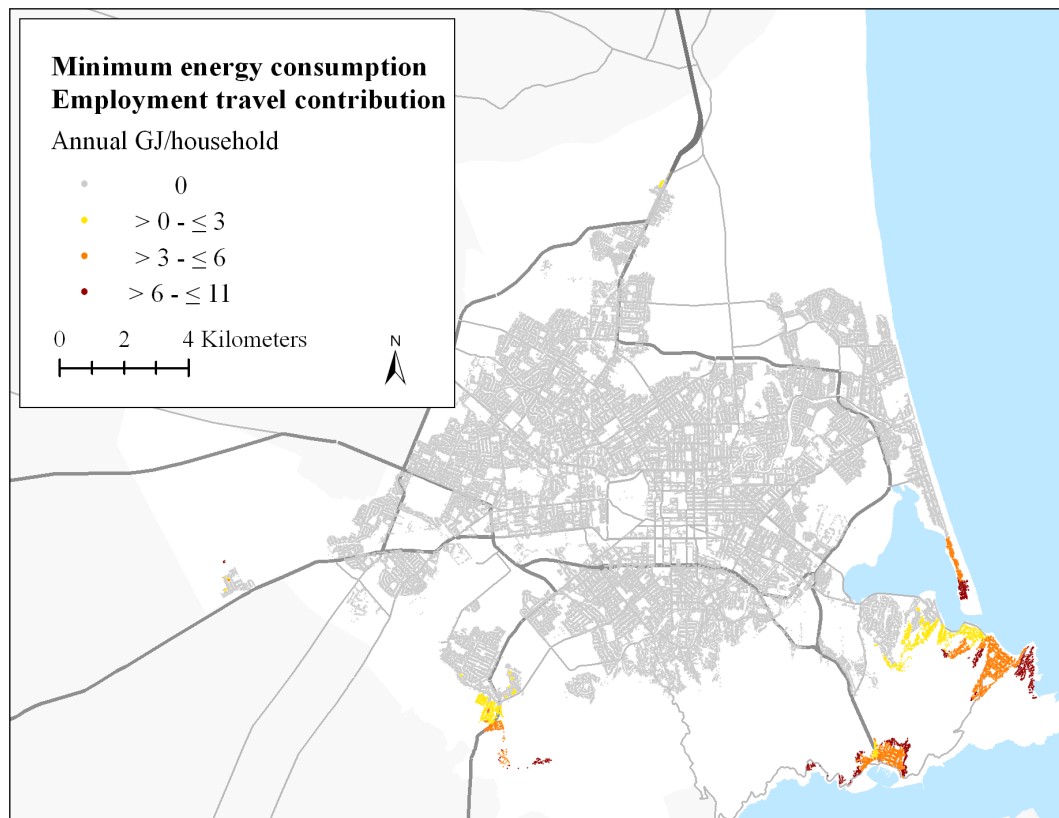 Minimum energy consumption
Employment travel contribution
Annual GJ/household
0
> 0 - ≤ 3
> 3 - ≤ 6
> 6 - ≤ 11
0 2 4 Kilometers
N